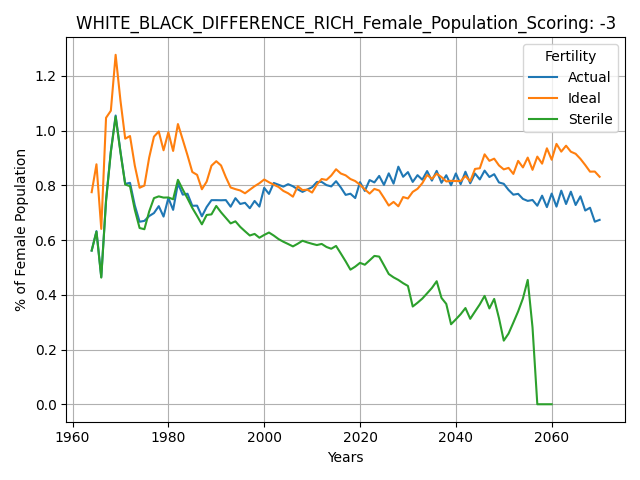 WHITE_BLACK_DIFFERENCE_RICH_Female_Population_Scoring: -3
Fertility
Actual
Ideal
Sterile
% of Female Population
1.2
1.0
0.8
0.6
0.4
0.2
0.0
1960 1980 2000 2020 2040 2060
Years